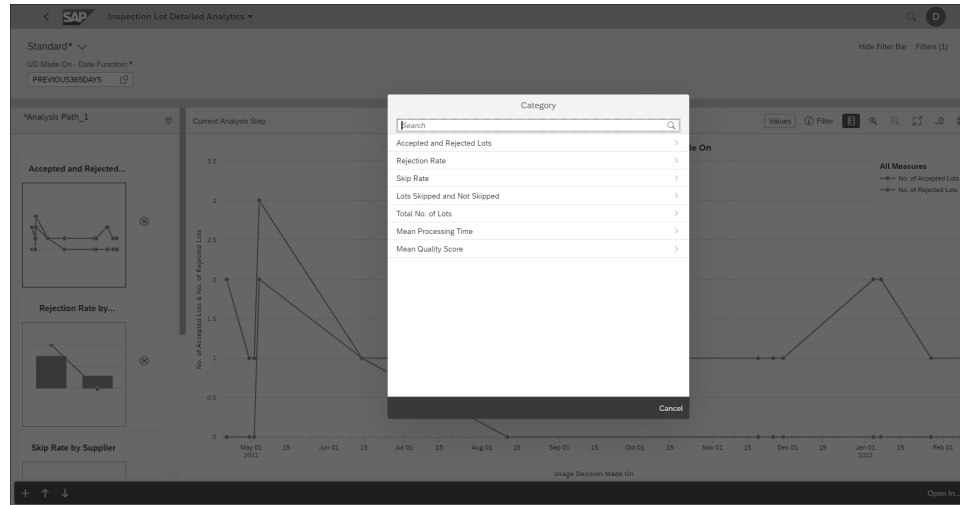 SAP Inspection Lot Detailed Analytics
D
Standard*
Hide Filter Bar Filters (1)
UD Made On - Date Function:*
PREVIOUS365DAYS
*Analysis Path_1
Current Analysis Step
Values Filter
Category
Search
Accepted and Rejected Lots
Rejection Rate
Skip Rate
Lots Skipped and Not Skipped
Total No. of Lots
Mean Processing Time
Mean Quality Score
Cancel
Accepted and Rejected...
Rejection Rate by...
Skip Rate by Supplier
de On
All Measures
No. of Accepted Lots
No. of Rejected Lots
No. of Accepted Lots & No. of Rejected Lots
3.5
3
2.5
2
1.5
1
0.5
0
May 01 15 Jun 01 15 Jul 01 15 Aug 01 15 Sep 01 15 Oct 01 15 Nov 01 15 Dec 01 15 Jan 01 15 Feb 01
2021 2022
Usage Decision Made On
Open In...